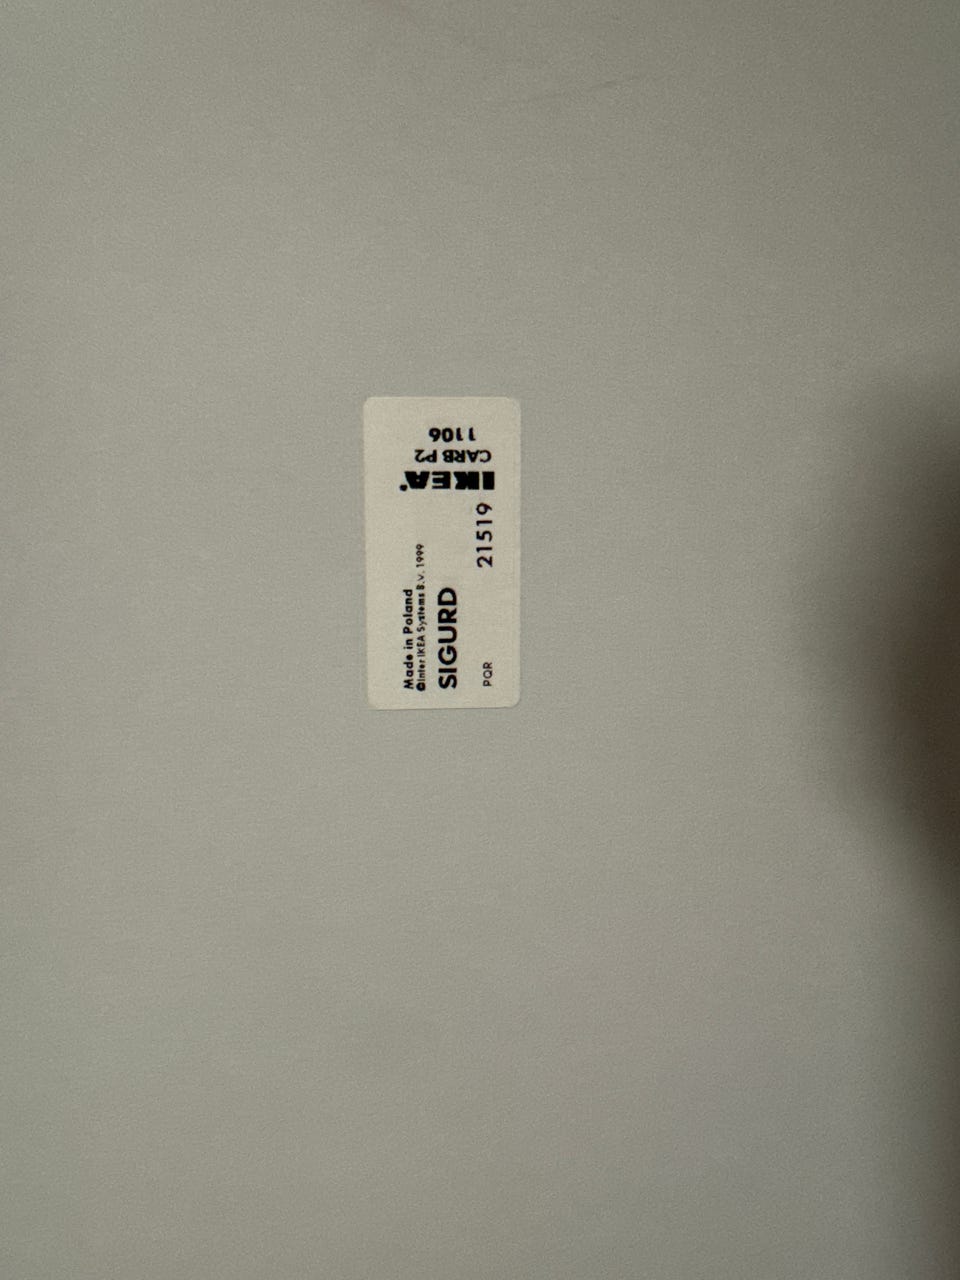 Made in Poland
©Inter IKEA Systems B.V. 1999
SIGURD
PQR
21519
IKEA®
CARB P2
1106